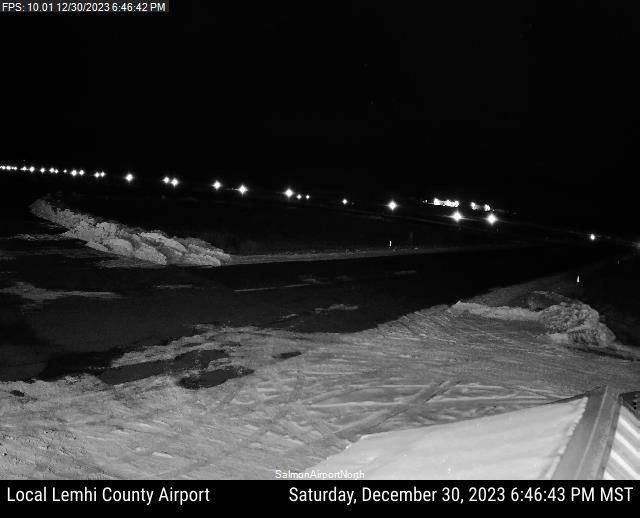 FPS: 10.01 12/30/2023 6:46:42 PM
SalmonAirportNorth
Local Lemhi County Airport Saturday, December 30, 2023 6:46:43 PM MST